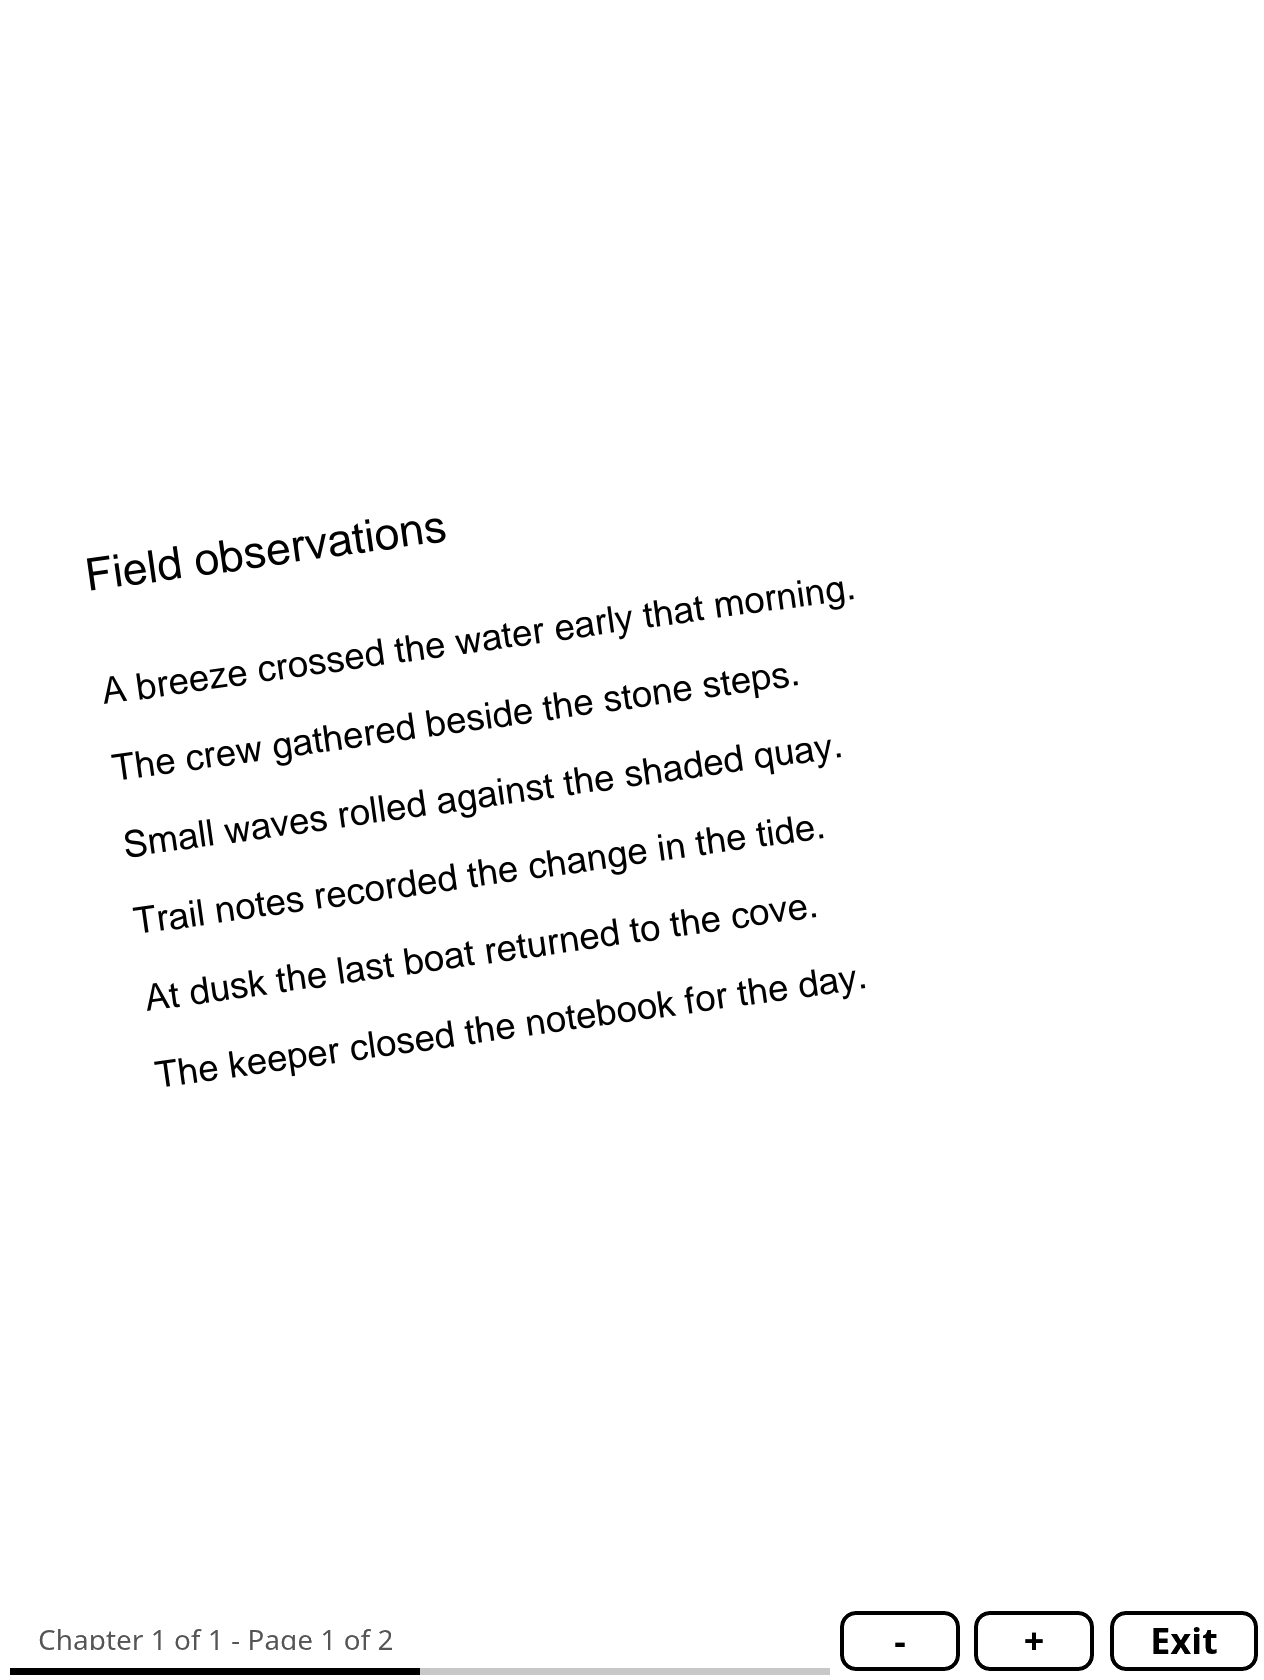 Field observations
A breeze crossed the water early that morning.
The crew gathered beside the stone steps.
Small waves rolled against the shaded quay.
Trail notes recorded the change in the tide.
At dusk the last boat returned to the cove.
The keeper closed the notebook for the day.
Chapter 1 of 1 - Page 1 of 2
- + Exit